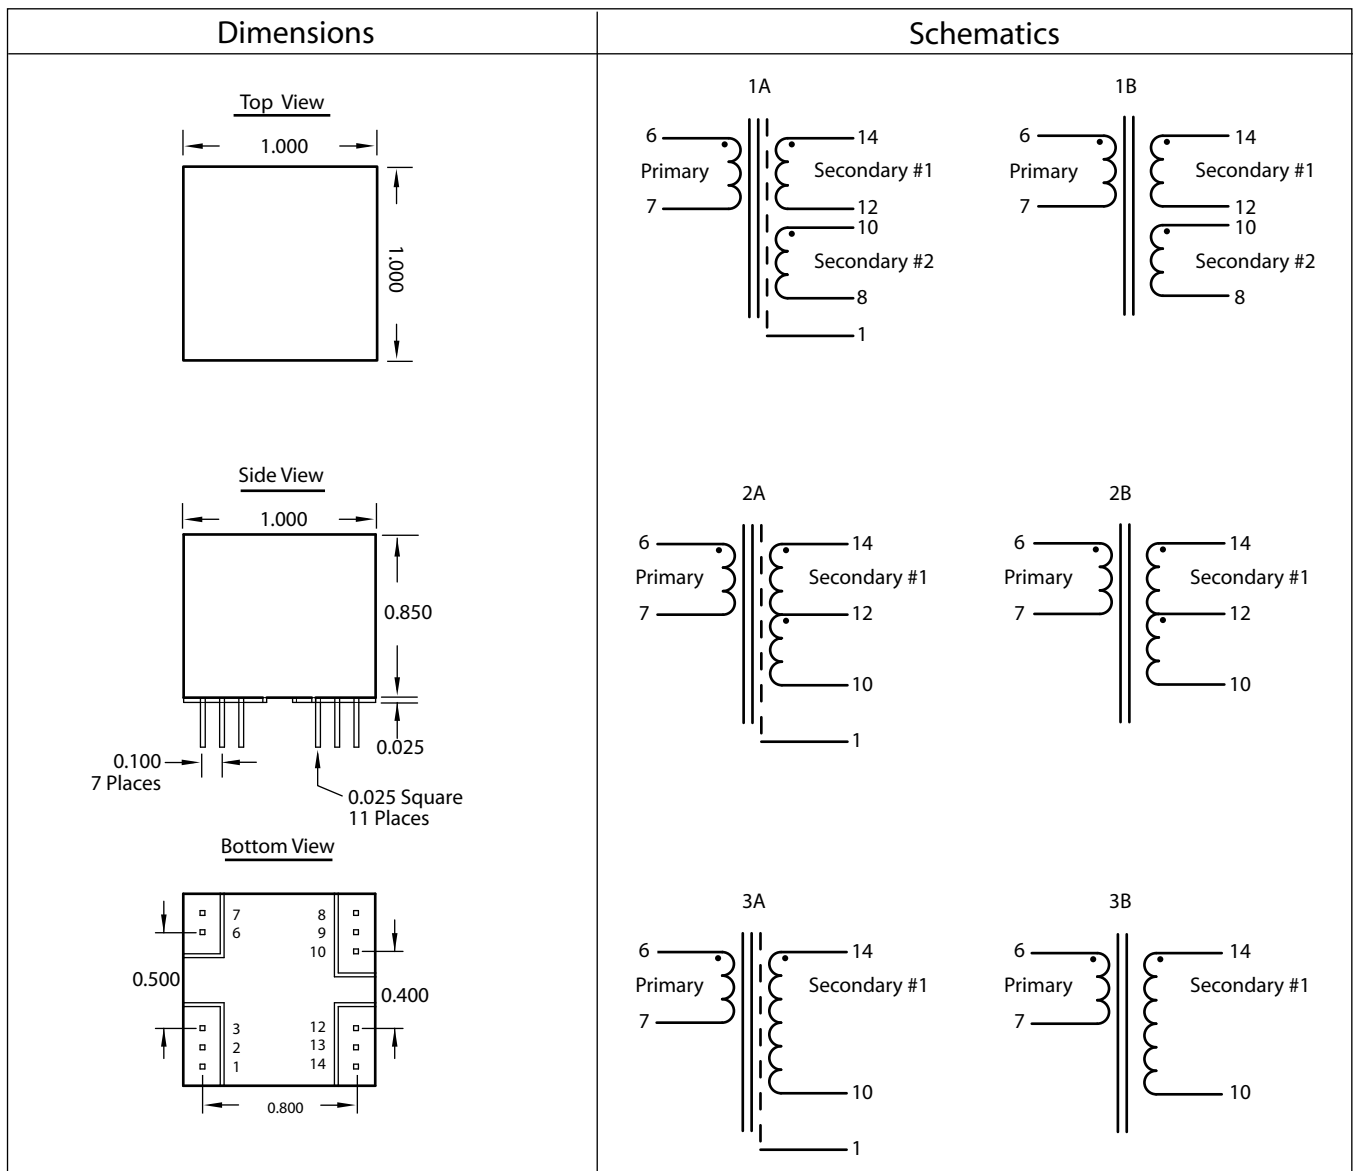 Dimensions
Schematics
Top View
1.000
1.000
Side View
1.000
0.850
0.025
0.100
7 Places
0.025 Square
11 Places
Bottom View
7
6
8
9
10
0.500
0.400
3
2
1
12
13
14
0.800
1A
6
Primary
7
14
Secondary #1
12
10
Secondary #2
8
1
1B
6
Primary
7
14
Secondary #1
12
10
Secondary #2
8
2A
6
Primary
7
14
Secondary #1
12
10
1
2B
6
Primary
7
14
Secondary #1
12
10
3A
6
Primary
7
14
Secondary #1
10
1
3B
6
Primary
7
14
Secondary #1
10